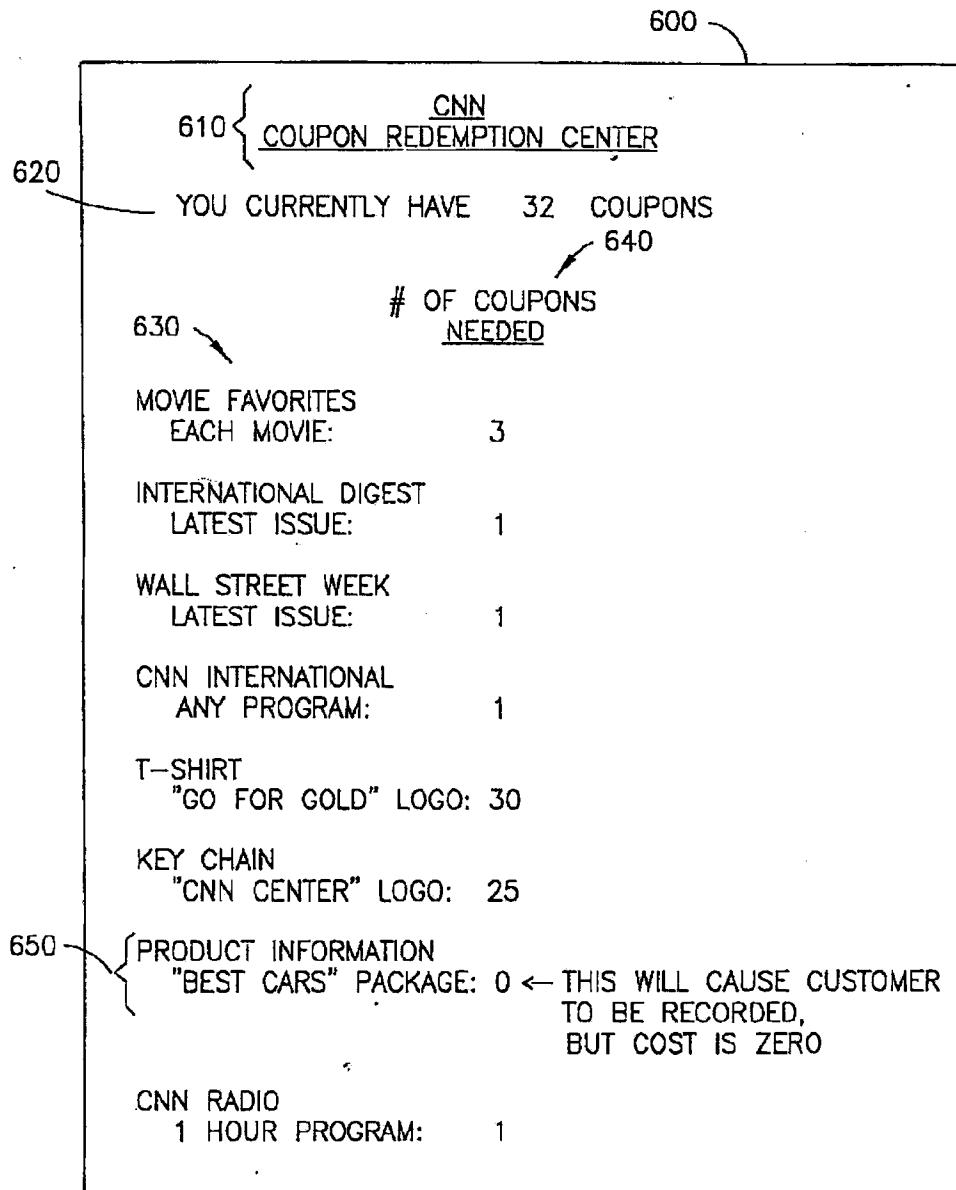 600
CNN
610 COUPON REDEMPTION CENTER
620
YOU CURRENTLY HAVE 32 COUPONS
640
# OF COUPONS
NEEDED
630
MOVIE FAVORITES
EACH MOVIE: 3
INTERNATIONAL DIGEST
LATEST ISSUE: 1
WALL STREET WEEK
LATEST ISSUE: 1
CNN INTERNATIONAL
ANY PROGRAM: 1
T-SHIRT
"GO FOR GOLD" LOGO: 30
KEY CHAIN
"CNN CENTER" LOGO: 25
650 PRODUCT INFORMATION
"BEST CARS" PACKAGE: 0 ← THIS WILL CAUSE CUSTOMER
TO BE RECORDED,
BUT COST IS ZERO
CNN RADIO
1 HOUR PROGRAM: 1